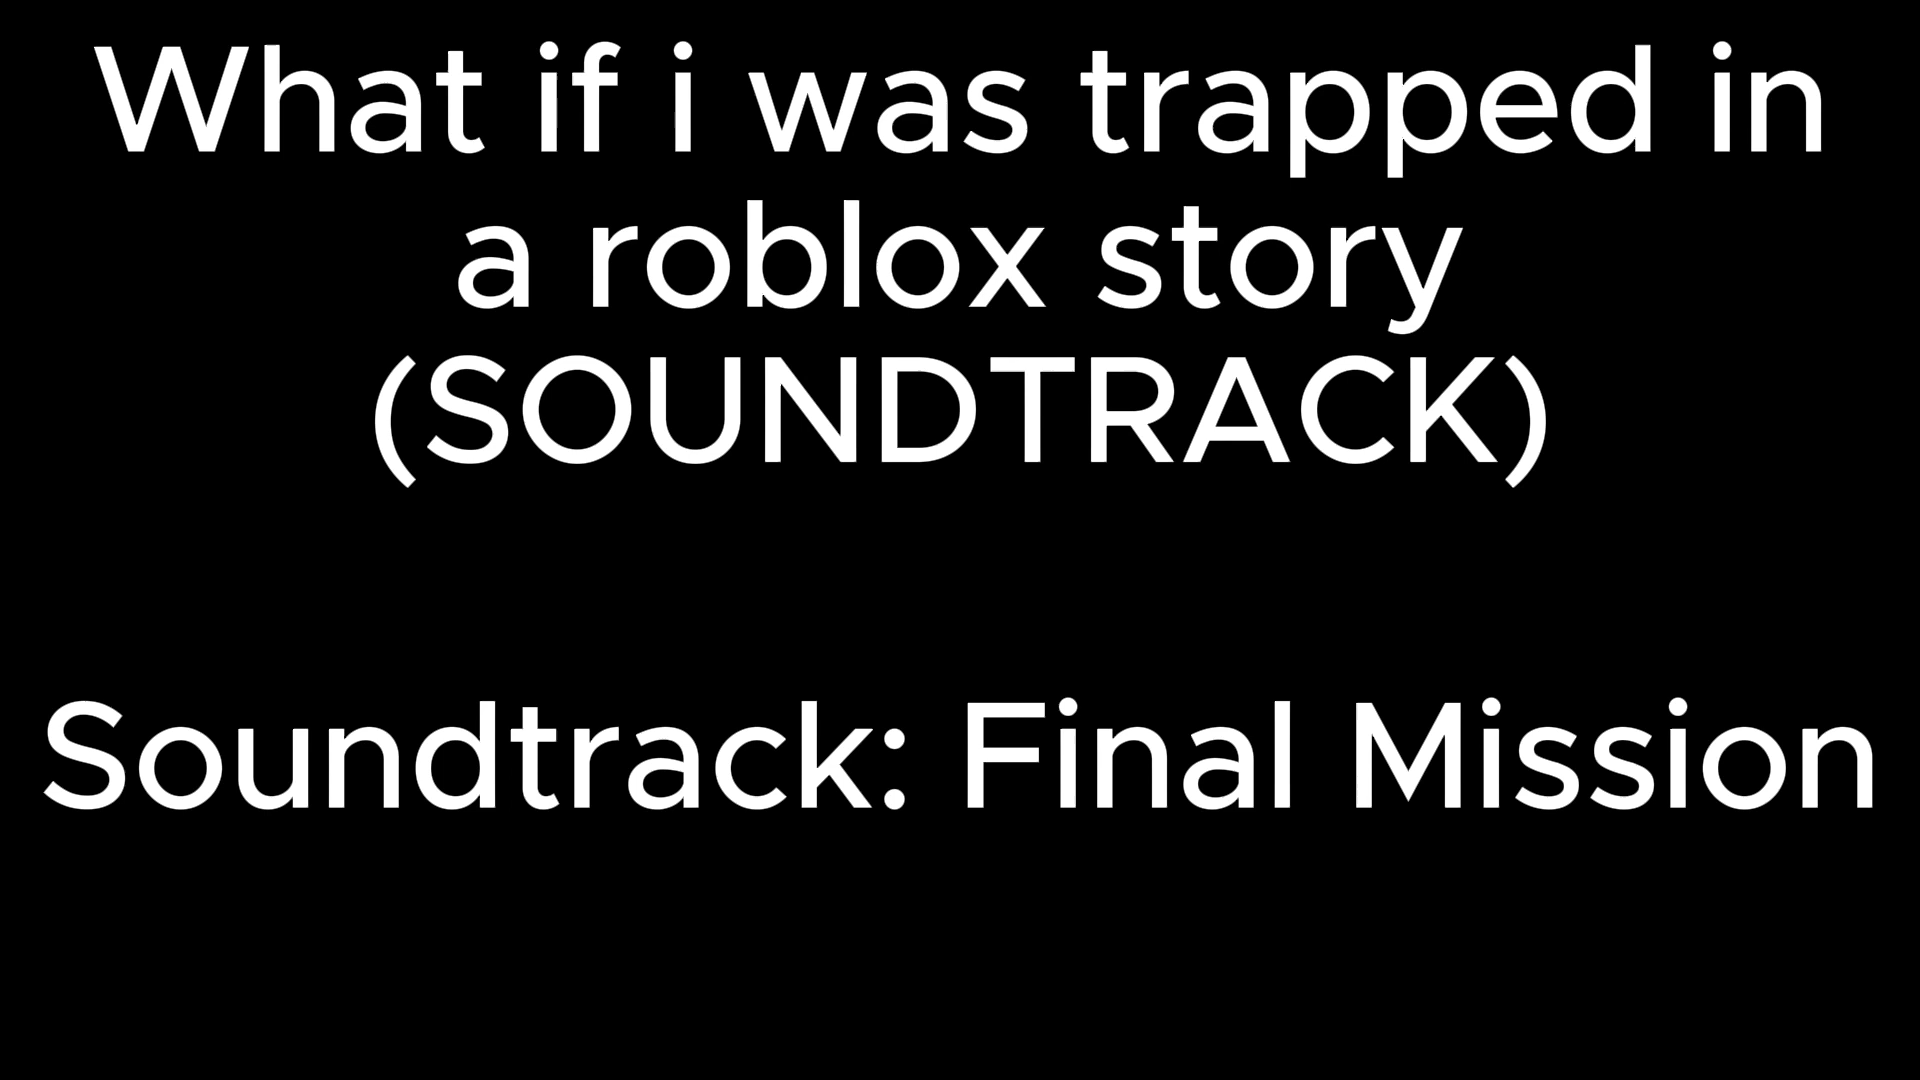 What if i was trapped in
a roblox story
(SOUNDTRACK)
Soundtrack: Final Mission